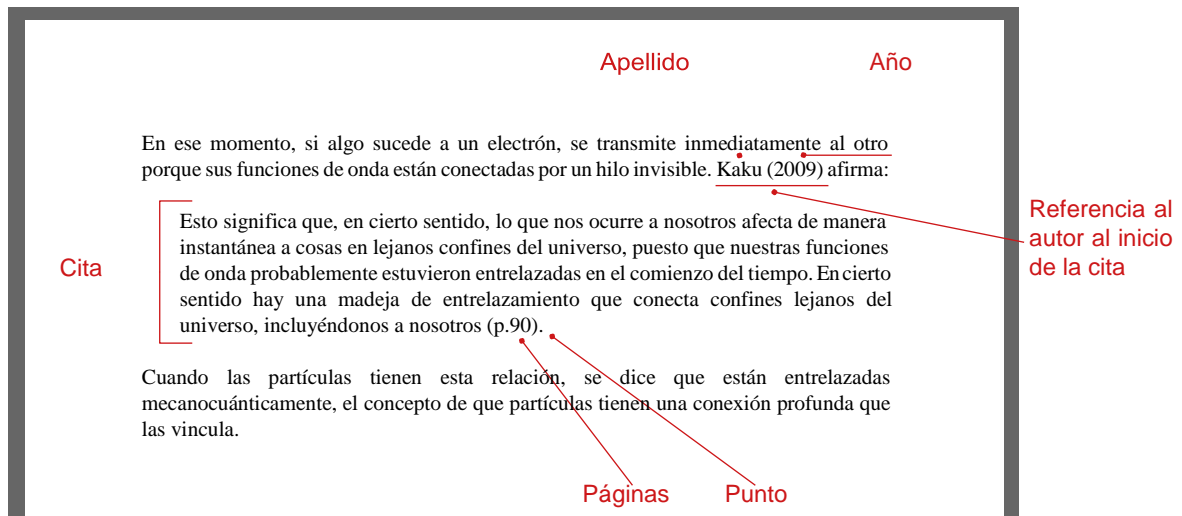 Apellido Año
En ese momento, si algo sucede a un electrón, se transmite inmediatamente al otro
porque sus funciones de onda están conectadas por un hilo invisible. Kaku (2009) afirma:
Esto significa que, en cierto sentido, lo que nos ocurre a nosotros afecta de manera
instantánea a cosas en lejanos confines del universo, puesto que nuestras funciones
de onda probablemente estuvieron entrelazadas en el comienzo del tiempo. En cierto
sentido hay una madeja de entrelazamiento que conecta confines lejanos del
universo, incluyéndonos a nosotros (p.90).
Cita
Referencia al
autor al inicio
de la cita
Cuando las partículas tienen esta relación, se dice que están entrelazadas
mecanocuánticamente, el concepto de que partículas tienen una conexión profunda que
las vincula.
Páginas Punto